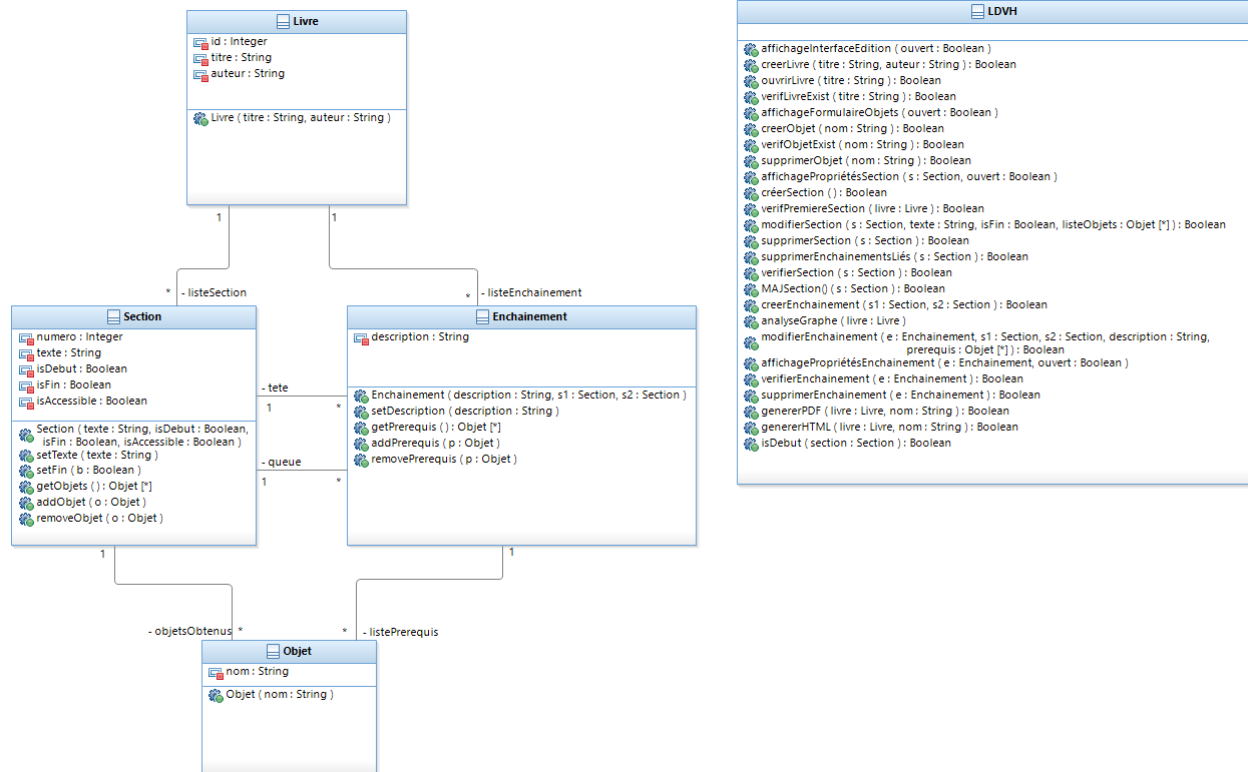 Livre
id : Integer
titre : String
auteur : String
Livre ( titre : String, auteur : String )
1
1
* - listeSection
* - listeEnchainement
Section
numero : Integer
texte : String
isDebut : Boolean
isFin : Boolean
isAccessible : Boolean
Section ( texte : String, isDebut : Boolean,
isFin : Boolean, isAccessible : Boolean )
setTexte ( texte : String )
setFin ( b : Boolean )
getObjets ( ) : Objet [*]
addObjet ( o : Objet )
removeObjet ( o : Objet )
- tete
1 *
- queue
1 *
Enchainement
description : String
Enchainement ( description : String, s1 : Section, s2 : Section )
setDescription ( description : String )
getPrerequis ( ) : Objet [*]
addPrerequis ( p : Objet )
removePrerequis ( p : Objet )
1
1
- objetsObtenus *
* - listePrerequis
Objet
nom : String
Objet ( nom : String )
LDVH
affichageInterfaceEdition ( ouvert : Boolean )
creerLivre ( titre : String, auteur : String ) : Boolean
ouvrirLivre ( titre : String ) : Boolean
verifLivreExist ( titre : String ) : Boolean
affichageFormulaireObjets ( ouvert : Boolean )
creerObjet ( nom : String ) : Boolean
verifObjetExist ( nom : String ) : Boolean
supprimerObjet ( nom : String ) : Boolean
affichagePropriétésSection ( s : Section, ouvert : Boolean )
créerSection ( ) : Boolean
verifPremiereSection ( livre : Livre ) : Boolean
modifierSection ( s : Section, texte : String, isFin : Boolean, listeObjets : Objet [*] ) : Boolean
supprimerSection ( s : Section ) : Boolean
supprimerEnchainementsLiés ( s : Section ) : Boolean
verifierSection ( s : Section ) : Boolean
MAJSection() ( s : Section ) : Boolean
creerEnchainement ( s1 : Section, s2 : Section ) : Boolean
analyseGraphe ( livre : Livre )
modifierEnchainement ( e : Enchainement, s1 : Section, s2 : Section, description : String,
prerequis : Objet [*] ) : Boolean
affichagePropriétésEnchainement ( e : Enchainement, ouvert : Boolean )
verifierEnchainement ( e : Enchainement ) : Boolean
supprimerEnchainement ( e : Enchainement ) : Boolean
genererPDF ( livre : Livre, nom : String ) : Boolean
genererHTML ( livre : Livre, nom : String ) : Boolean
isDebut ( section : Section ) : Boolean